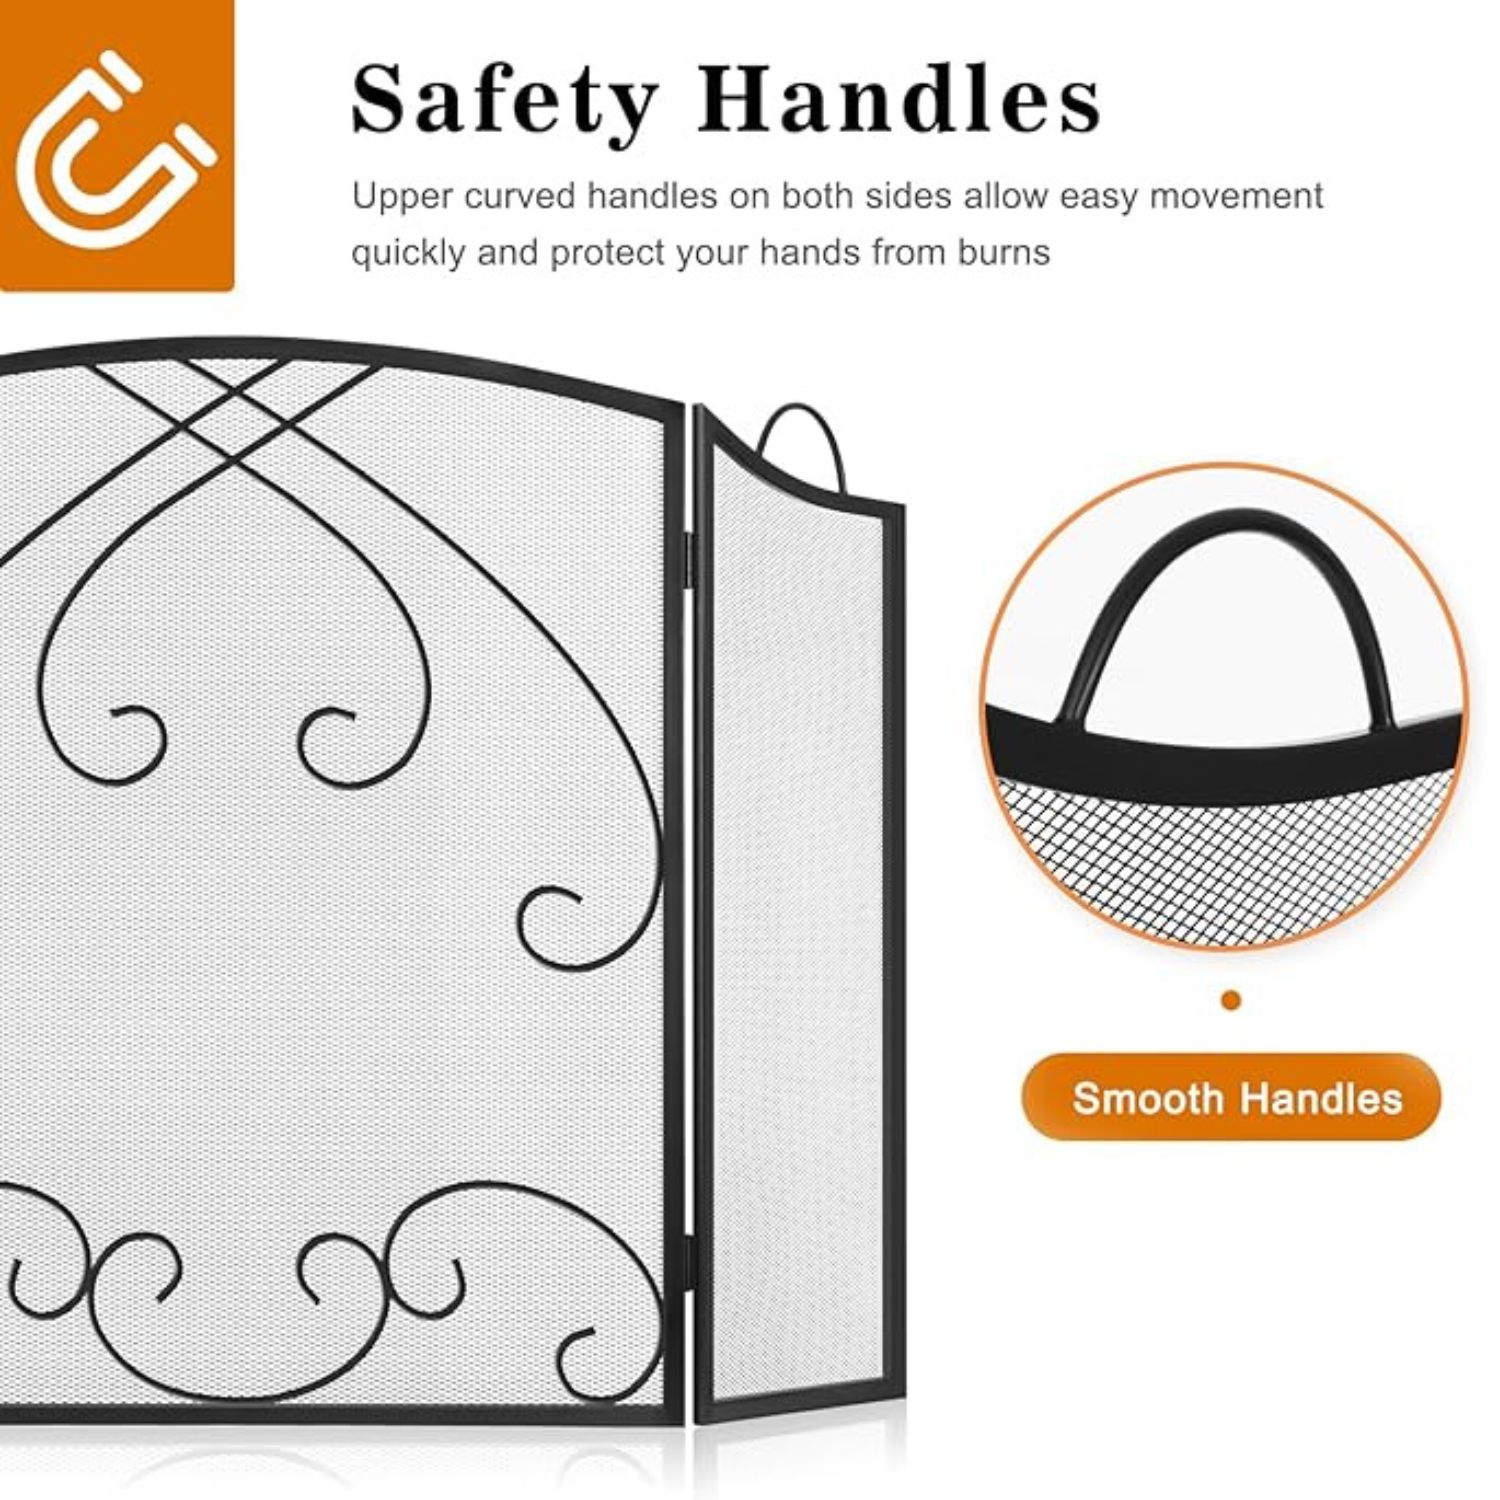 Safety Handles
Upper curved handles on both sides allow easy movement
quickly and protect your hands from burns
Smooth Handles